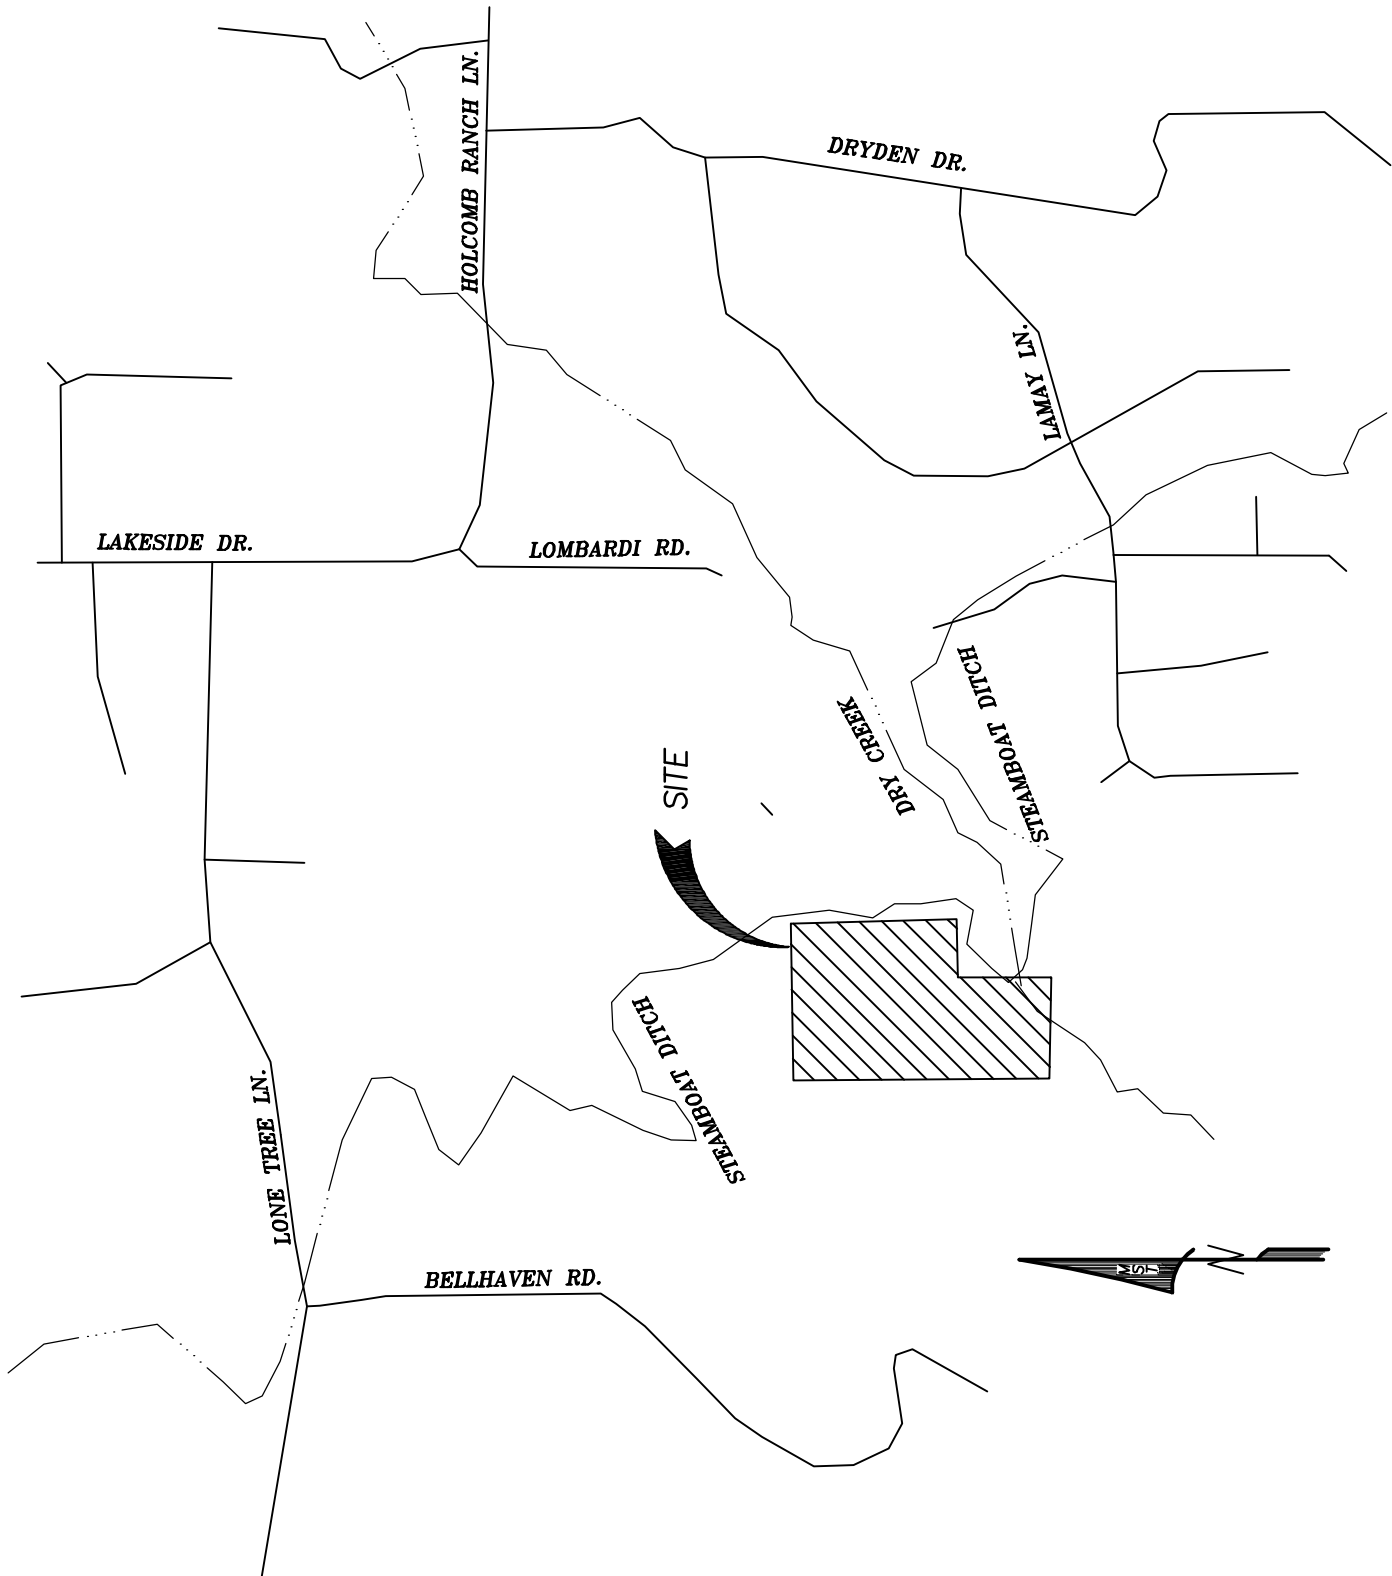 HOLCOMB RANCH LN.
DRYDEN DR.
LAMAY LN.
LAKESIDE DR.
LOMBARDI RD.
STEAMBOAT DITCH
DRY CREEK
SITE
STEAMBOAT DITCH
LONE TREE LN.
BELLHAVEN RD.
N
MST